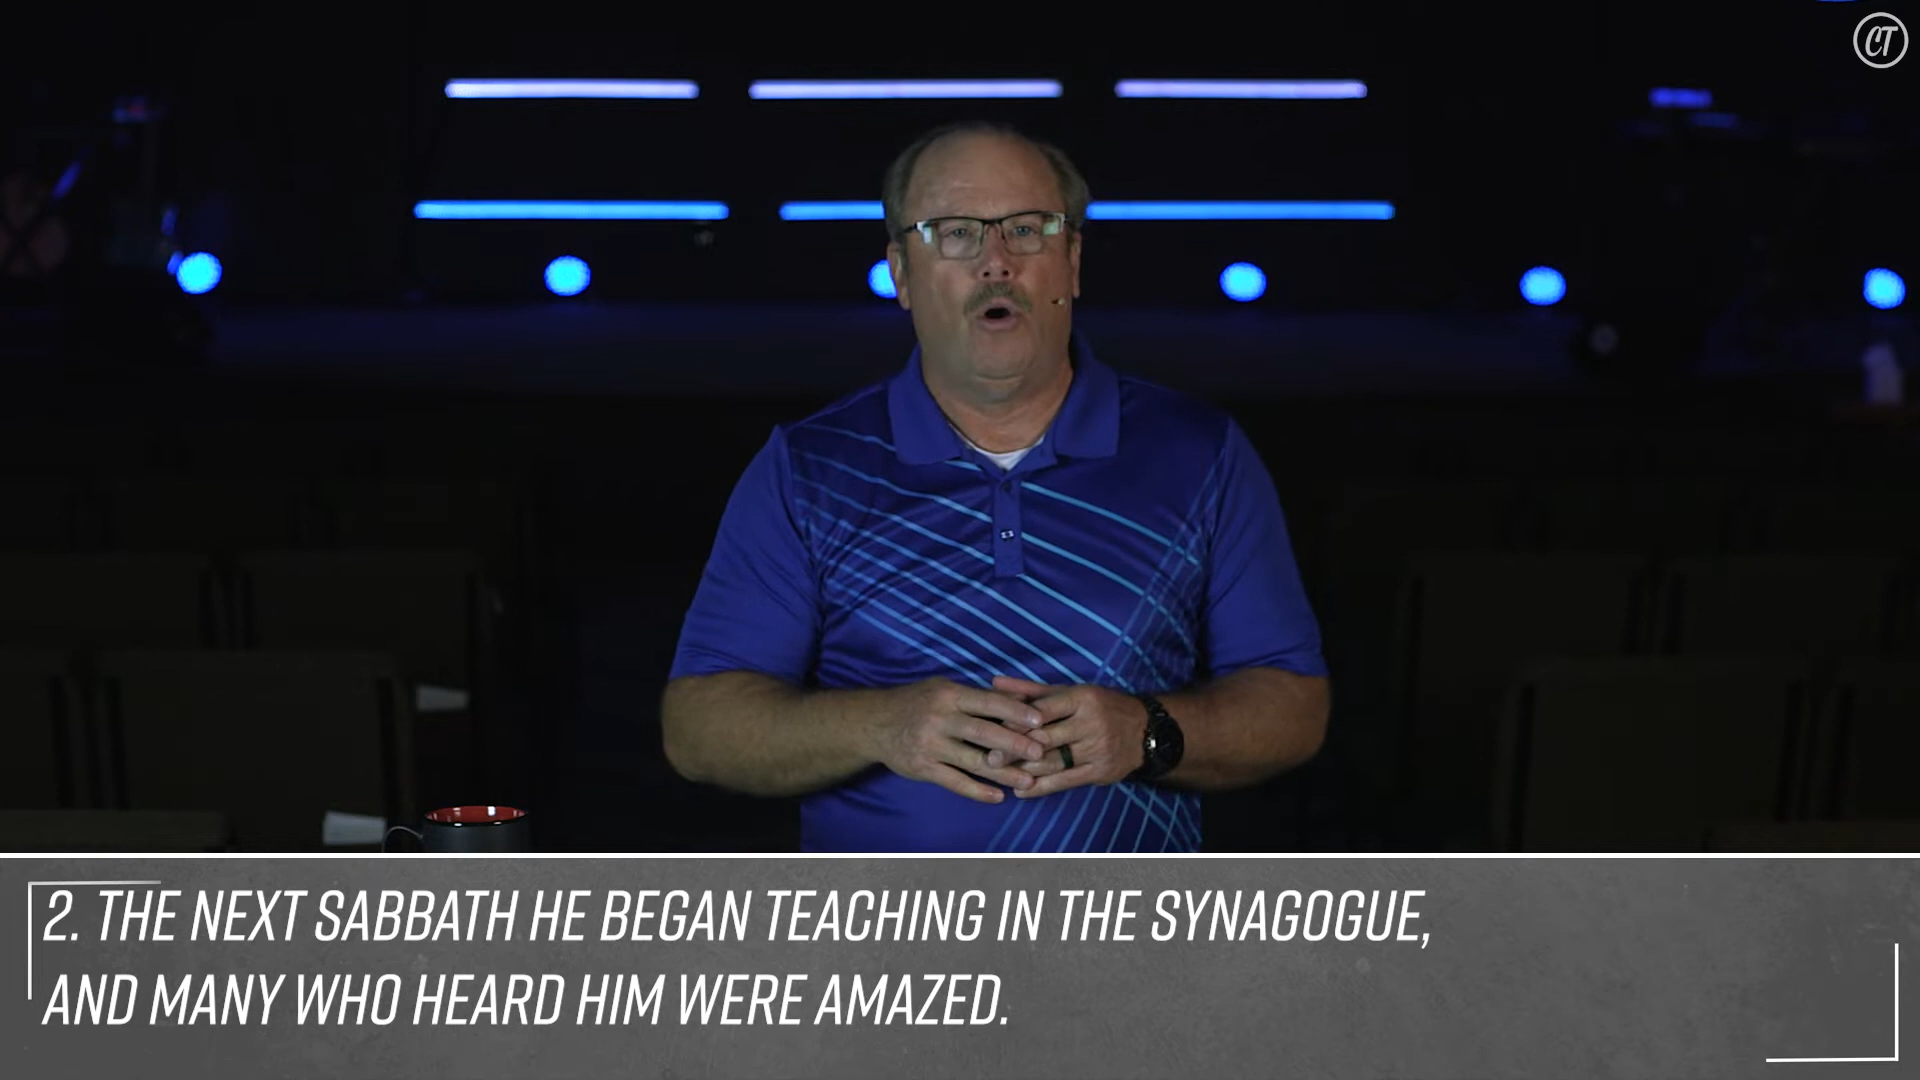 CT
2. THE NEXT SABBATH HE BEGAN TEACHING IN THE SYNAGOGUE,
AND MANY WHO HEARD HIM WERE AMAZED.